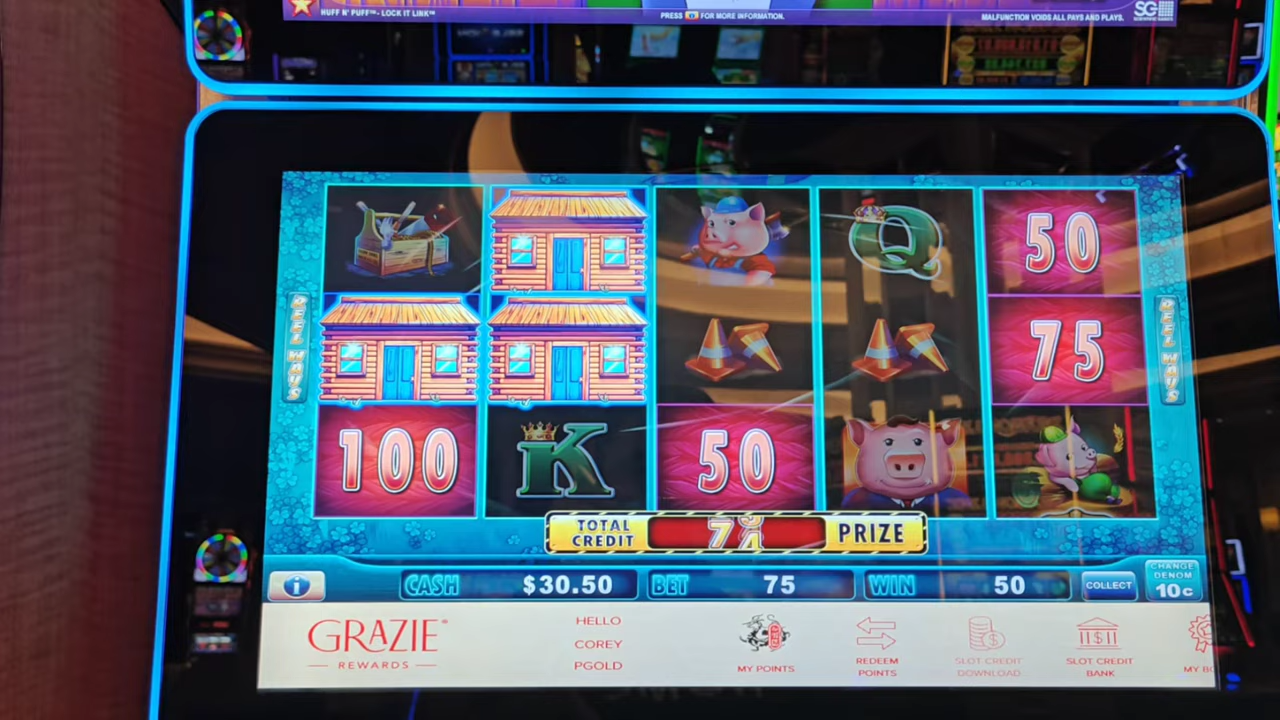 HUFF N' PUFF™ - LOCK IT LINK™
PRESS FOR MORE INFORMATION.
MALFUNCTION VOIDS ALL PAYS AND PLAYS.
SG
Q
50
REEL WAYS
75
REEL WAYS
100
K
50
TOTAL CREDIT
PRIZE
i
CASH
$30.50
BET
75
WIN
50
COLLECT
CHANGE
DENOM
10¢
GRAZIE®
REWARDS
HELLO
COREY
PGOLD
MY POINTS
REDEEM
POINTS
SLOT CREDIT
DOWNLOAD
SLOT CREDIT
BANK